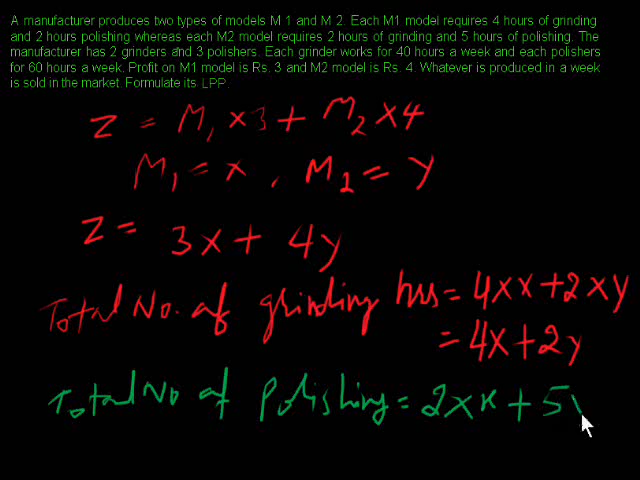 A manufacturer produces two types of models M 1 and M 2. Each M1 model requires 4 hours of grinding
and 2 hours polishing whereas each M2 model requires 2 hours of grinding and 5 hours of polishing. The
manufacturer has 2 grinders and 3 polishers. Each grinder works for 40 hours a week and each polishers
for 60 hours a week. Profit on M1 model is Rs. 3 and M2 model is Rs. 4. Whatever is produced in a week
is sold in the market. Formulate its LPP.
Z = M₁ x3 + M₂ x4
M₁ = x , M₂ = y
Z = 3x + 4y
Total No. of grinding hrs = 4xx + 2xy
= 4x + 2y
Total No of Polishing = 2xx + 5